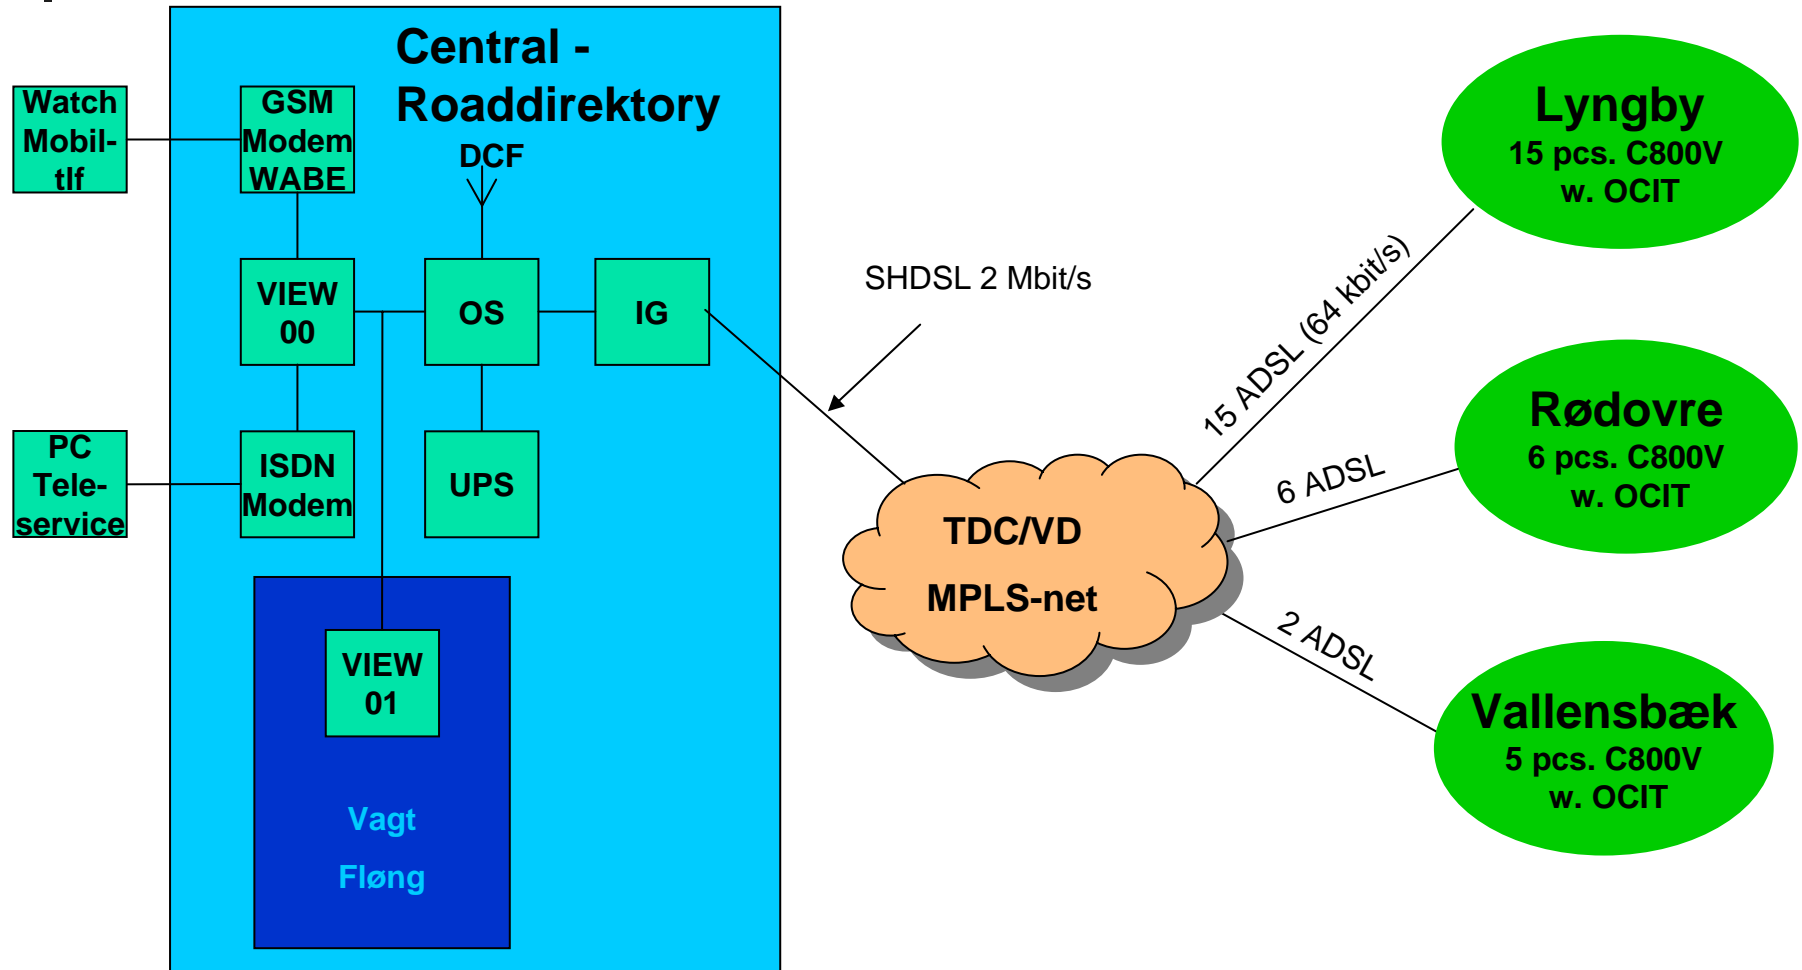 Central -
Roaddirektory
Watch
Mobil-
tlf
GSM
Modem
WABE
DCF
VIEW
00
OS
IG
PC
Tele-
service
ISDN
Modem
UPS
VIEW
01
Vagt
Fløng
SHDSL 2 Mbit/s
TDC/VD
MPLS-net
15 ADSL (64 kbit/s)
6 ADSL
2 ADSL
Lyngby
15 pcs. C800V
w. OCIT
Rødovre
6 pcs. C800V
w. OCIT
Vallensbæk
5 pcs. C800V
w. OCIT